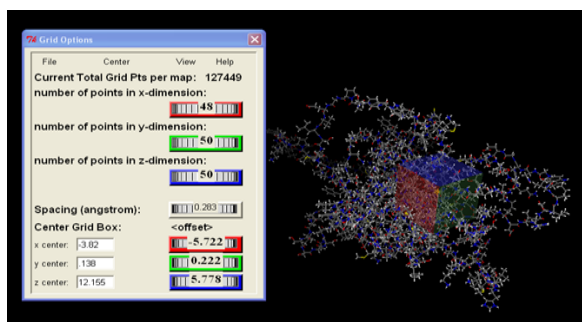 Grid Options
File Center View Help
Current Total Grid Pts per map: 127449
number of points in x-dimension:
48
number of points in y-dimension:
50
number of points in z-dimension:
50
Spacing (angstrom): 0.283
Center Grid Box: <offset>
x center: -3.82 -5.722
y center: .138 0.222
z center: 12.155 5.778